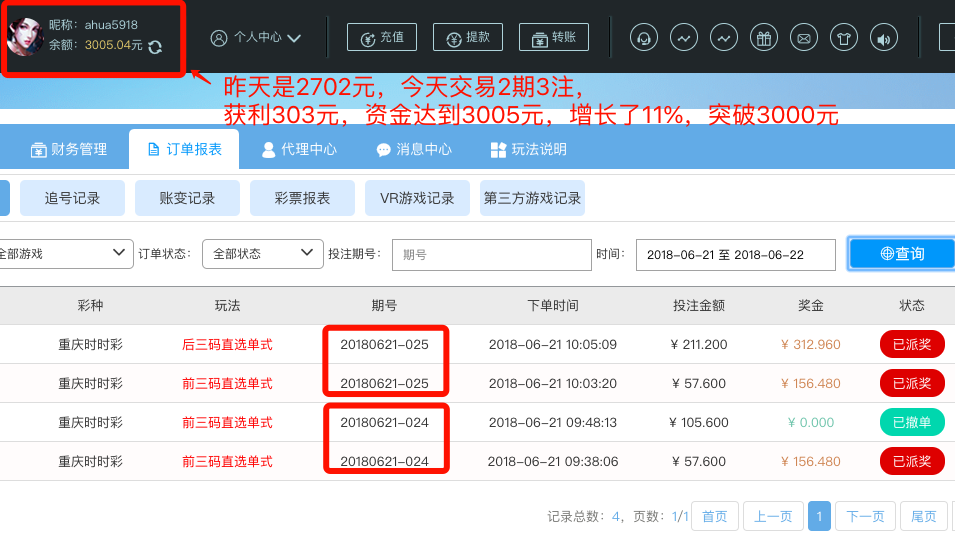 昵称： ahua5918
余额： 3005.04元
个人中心
充值
提款
转账
昨天是2702元，今天交易2期3注，
获利303元，资金达到3005元，增长了11%，突破3000元
财务管理
订单报表
代理中心
消息中心
玩法说明
追号记录
账变记录
彩票报表
VR游戏记录
第三方游戏记录
全部游戏
订单状态：
全部状态
投注期号：
期号
时间：
2018-06-21 至 2018-06-22
查询
彩种 玩法 期号 下单时间 投注金额 奖金 状态
重庆时时彩 后三码直选单式 20180621-025 2018-06-21 10:05:09 ¥ 211.200 ¥ 312.960 已派奖
重庆时时彩 前三码直选单式 20180621-025 2018-06-21 10:03:20 ¥ 57.600 ¥ 156.480 已派奖
重庆时时彩 前三码直选单式 20180621-024 2018-06-21 09:48:13 ¥ 105.600 ¥ 0.000 已撤单
重庆时时彩 前三码直选单式 20180621-024 2018-06-21 09:38:06 ¥ 57.600 ¥ 156.480 已派奖
记录总数： 4， 页数： 1/1 首页 上一页 1 下一页 尾页